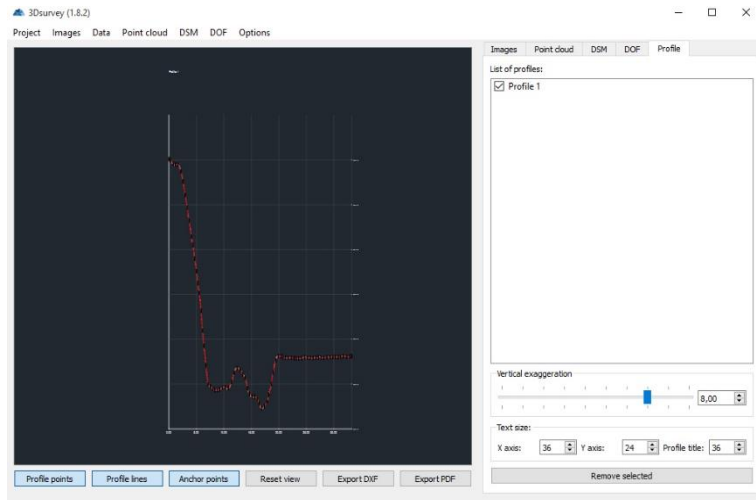 3Dsurvey (1.8.2)
Project Images Data Point cloud DSM DOF Options
Images Point cloud DSM DOF Profile
List of profiles:
Profile 1
Vertical exaggeration
8,00
Text size:
X axis: 36 Y axis: 24 Profile title: 36
Remove selected
Profile points Profile lines Anchor points Reset view Export DXF Export PDF